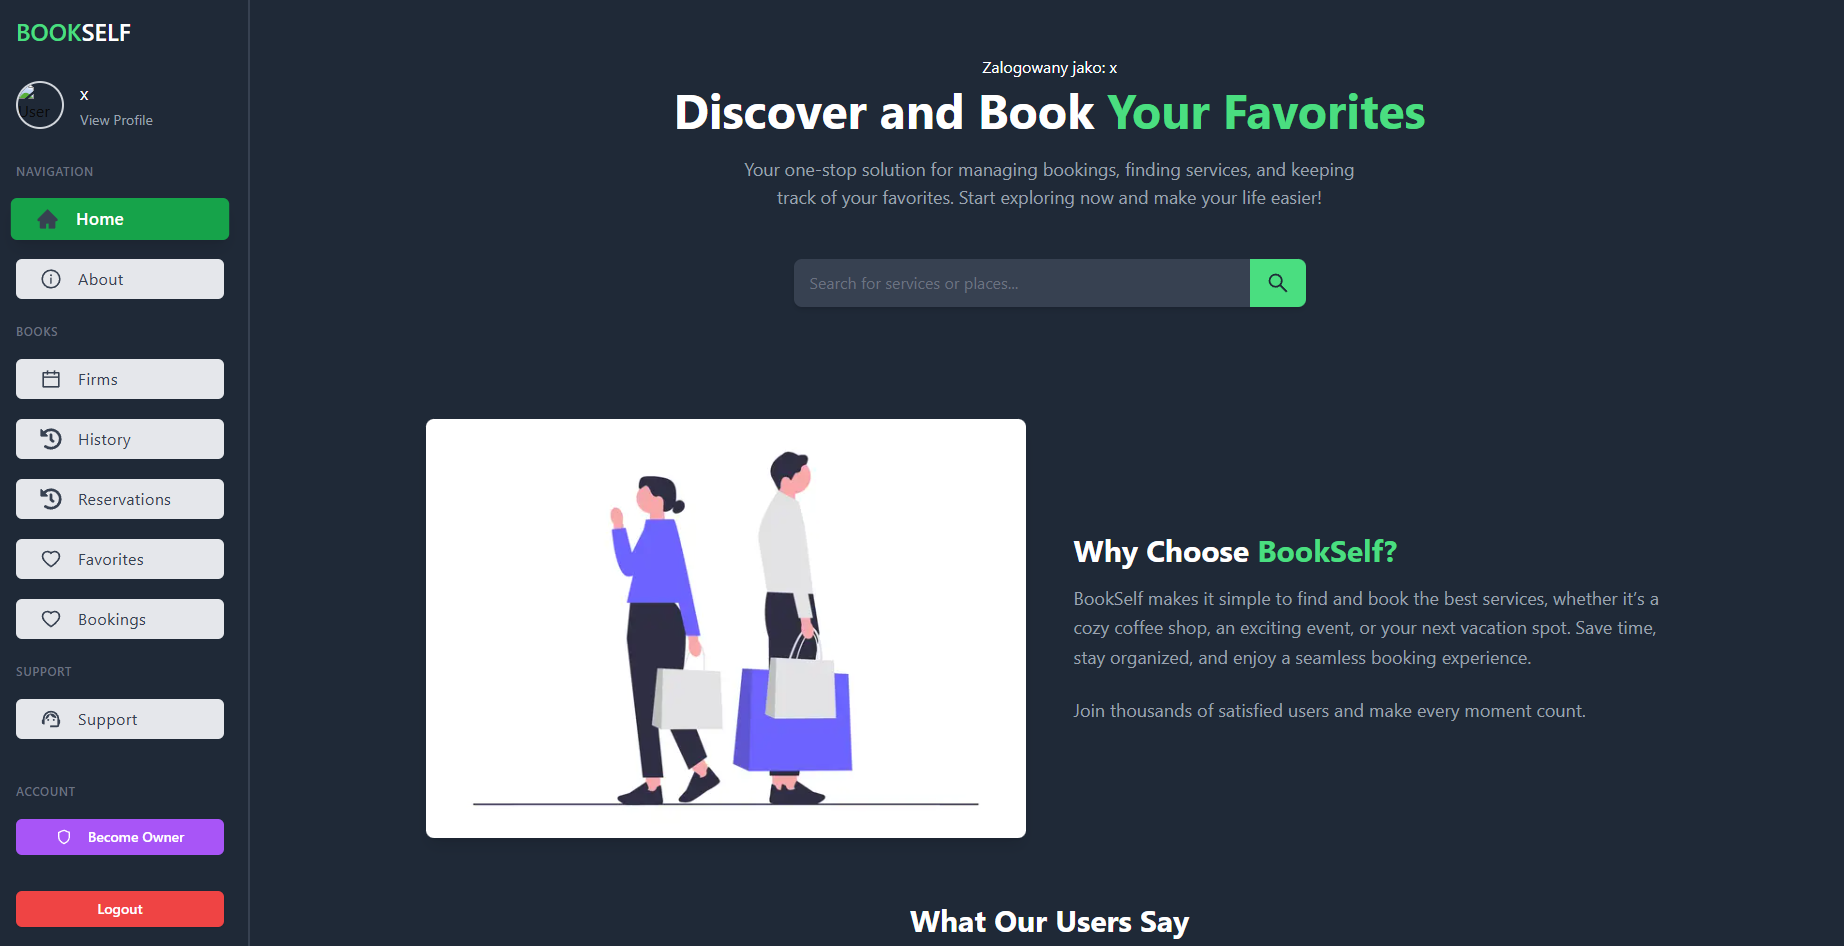 BOOKSELF
User
x
View Profile
NAVIGATION
Home
About
BOOKS
Firms
History
Reservations
Favorites
Bookings
SUPPORT
Support
ACCOUNT
Become Owner
Logout
Zalogowany jako: x
Discover and Book Your Favorites
Your one-stop solution for managing bookings, finding services, and keeping
track of your favorites. Start exploring now and make your life easier!
Search for services or places...
Why Choose BookSelf?
BookSelf makes it simple to find and book the best services, whether it’s a
cozy coffee shop, an exciting event, or your next vacation spot. Save time,
stay organized, and enjoy a seamless booking experience.
Join thousands of satisfied users and make every moment count.
What Our Users Say